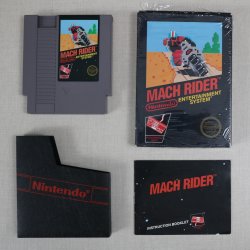 MACH RIDER
MACH RIDER
Nintendo
ENTERTAINMENT
SYSTEM
Nintendo
MACH RIDER
INSTRUCTION BOOKLET